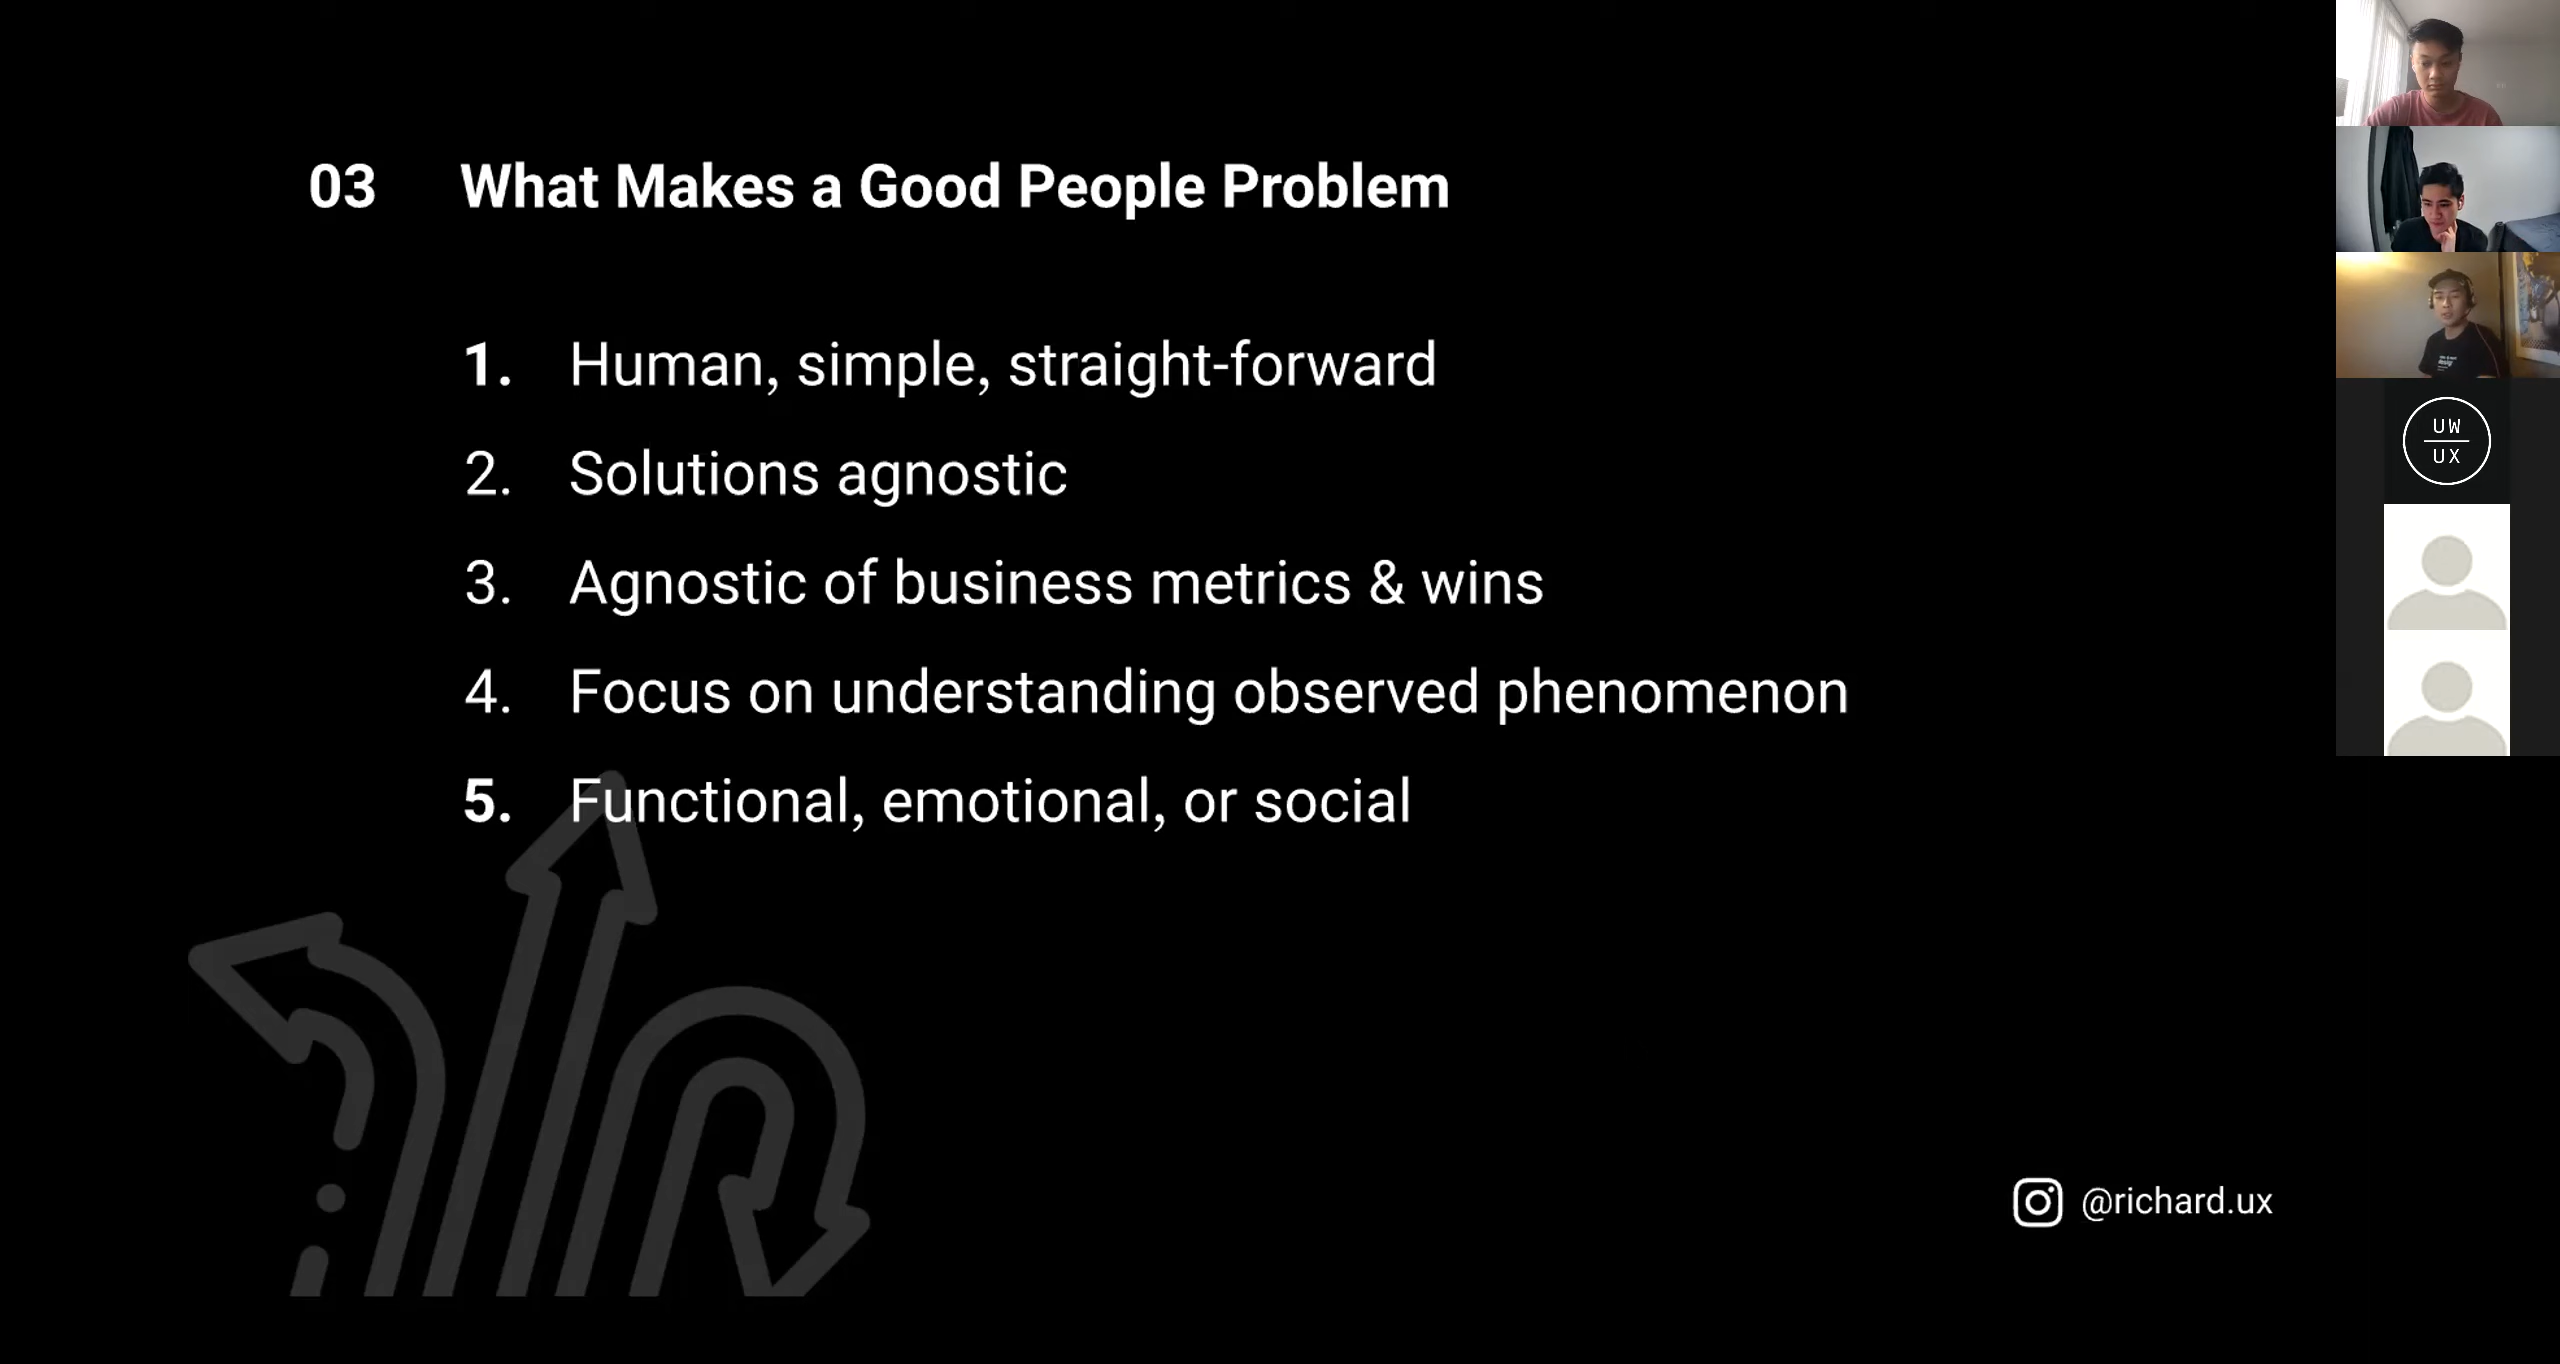 03 What Makes a Good People Problem
1. Human, simple, straight-forward
2. Solutions agnostic
3. Agnostic of business metrics & wins
4. Focus on understanding observed phenomenon
5. Functional, emotional, or social
@richard.ux
UW
UX